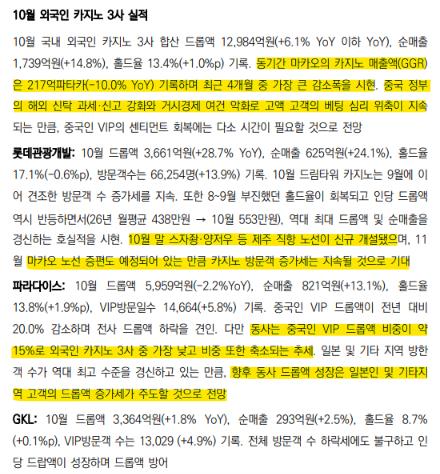 10월 외국인 카지노 3사 실적
10월 국내 외국인 카지노 3사 합산 드롭액 12,984억원(+6.1% YoY 이하 YoY), 순매출
1,739억원(+14.8%), 홀드율 13.4%(+1.0%p) 기록. 동기간 마카오의 카지노 매출액(GGR)
은 217억파타카(-10.0% YoY) 기록하며 최근 4개월 중 가장 큰 감소폭을 시현. 중국 정부
의 해외 신탁 과세·신고 강화와 거시경제 여건 악화로 고액 고객의 베팅 심리 위축이 지속
되는 만큼, 중국인 VIP의 센티먼트 회복에는 다소 시간이 필요할 것으로 전망
롯데관광개발: 10월 드롭액 3,661억원(+28.7% YoY), 순매출 625억원(+24.1%), 홀드율
17.1%(-0.6%p), 방문객수는 66,254명(+13.9%) 기록. 10월 드림타워 카지노는 9월에 이
어 견조한 방문객 수 증가세를 지속. 또한 8~9월 부진했던 홀드율이 회복되고 인당 드롭액
역시 반등하면서(26년 월평균 438만원 → 10월 553만원), 역대 최대 드롭액 및 순매출을
경신하는 호실적을 시현. 10월 말 스자좡·양저우 등 제주 직항 노선이 신규 개설됐으며, 11
월 마카오 노선 증편도 예정되어 있는 만큼 카지노 방문객 증가세는 지속될 것으로 기대
파라다이스: 10월 드롭액 5,959억원(-2.2%YoY), 순매출 821억원(+13.1%), 홀드율
13.8%(+1.9%p), VIP방문일수 14,664(+5.8%) 기록. 중국인 VIP 드롭액이 전년 대비
20.0% 감소하며 전사 드롭액 하락을 견인. 다만 동사는 중국인 VIP 드롭액 비중이 약
15%로 외국인 카지노 3사 중 가장 낮고 비중 또한 축소되는 추세. 일본 및 기타 지역 방한
객 수가 역대 최고 수준을 경신하고 있는 만큼, 향후 동사 드롭액 성장은 일본인 및 기타지
역 고객의 드롭액 증가세가 주도할 것으로 전망
GKL: 10월 드롭액 3,364억원(+1.8% YoY), 순매출 293억원(+2.5%), 홀드율 8.7%
(+0.1%p), VIP방문객 수는 13,029 (+4.9%) 기록. 전체 방문객 수 하락세에도 불구하고 인
당 드랍액이 성장하며 드롭액 방어